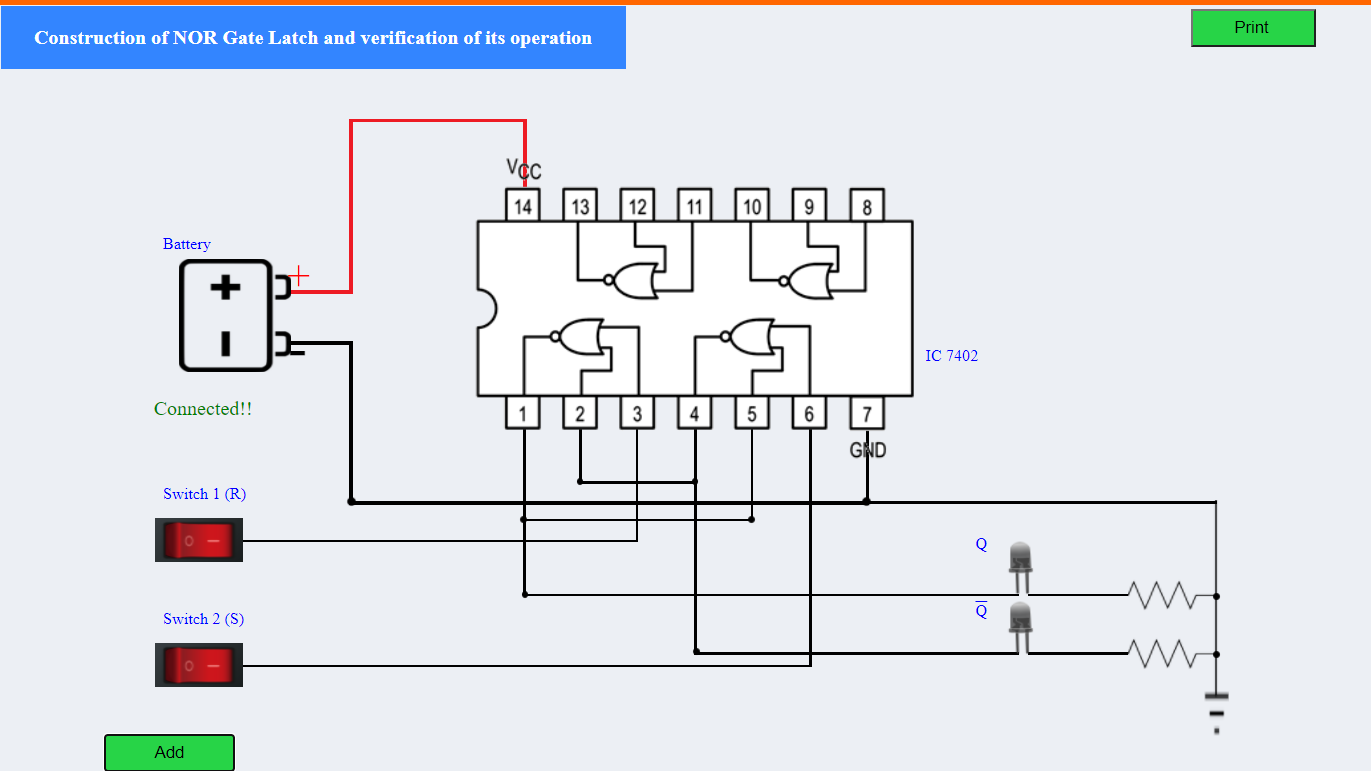 Construction of NOR Gate Latch and verification of its operation
Print
VCC
14 13 12 11 10 9 8
Battery
+
IC 7402
Connected!!
1 2 3 4 5 6 7
GND
Switch 1 (R)
Q
Switch 2 (S)
Q̅
Add